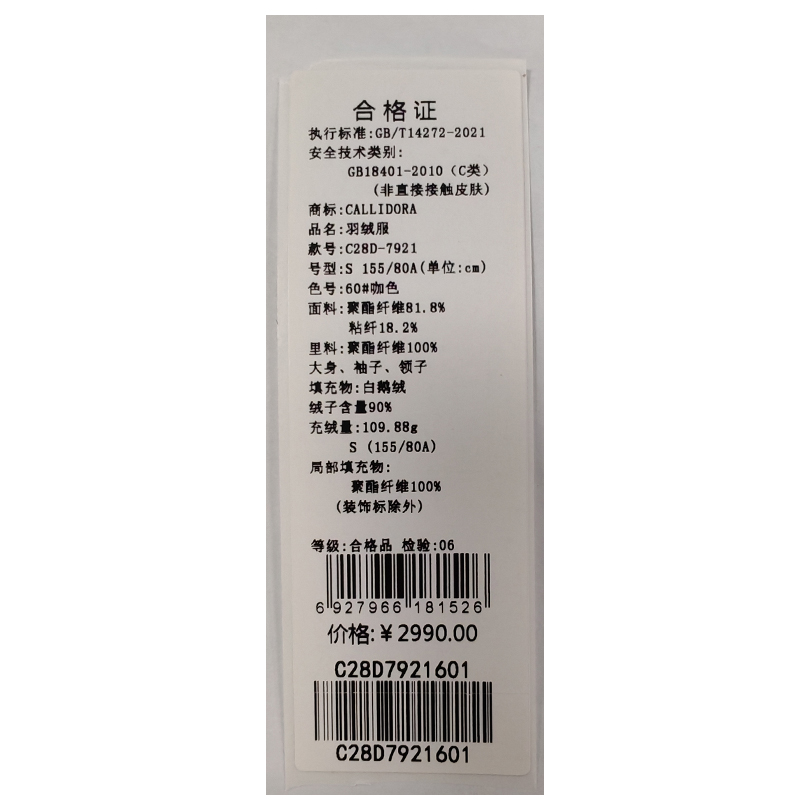 合格证
执行标准:GB/T14272-2021
安全技术类别:
GB18401-2010（C类）
(非直接接触皮肤)
商标:CALLIDORA
品名:羽绒服
款号:C28D-7921
号型:S 155/80A(单位:cm)
色号:60#咖色
面料:聚酯纤维81.8%
粘纤18.2%
里料:聚酯纤维100%
大身、袖子、领子
填充物:白鹅绒
绒子含量90%
充绒量:109.88g
S (155/80A)
局部填充物:
聚酯纤维100%
(装饰标除外)
等级:合格品 检验:06
6 927966 181526
价格:￥2990.00
C28D7921601
C28D7921601